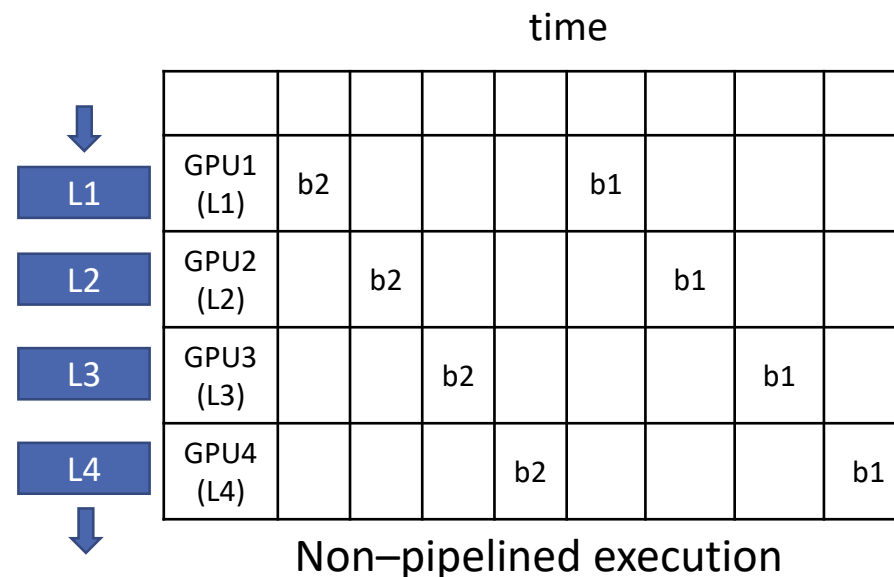 time
L1
GPU1
(L1)
b2
b1
L2
GPU2
(L2)
b2
b1
L3
GPU3
(L3)
b2
b1
L4
GPU4
(L4)
b2
b1
Non–pipelined execution